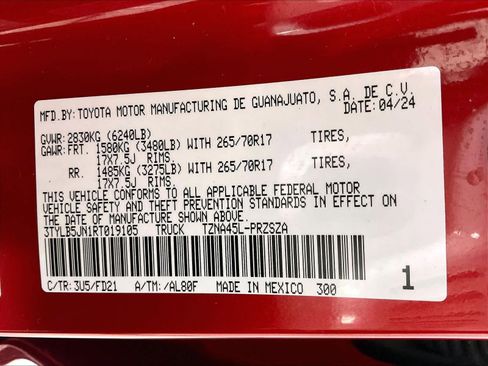 MFD.BY:TOYOTA MOTOR MANUFACTURING DE GUANAJUATO, S.A. DE C.V.
DATE: 04/24
GVWR: 2830KG (6240LB)
GAWR: FRT. 1580KG (3480LB) WITH 265/70R17 TIRES,
17X7.5J RIMS.
RR. 1485KG (3275LB) WITH 265/70R17 TIRES,
17X7.5J RIMS.
THIS VEHICLE CONFORMS TO ALL APPLICABLE FEDERAL MOTOR
VEHICLE SAFETY AND THEFT PREVENTION STANDARDS IN EFFECT ON
THE DATE OF MANUFACTURE SHOWN ABOVE.
3TYLB5JN1RT019105 TRUCK TZNA45L-PRZSZA
C/TR: 3U5/FD21 A/TM: /AL80F MADE IN MEXICO 300 1